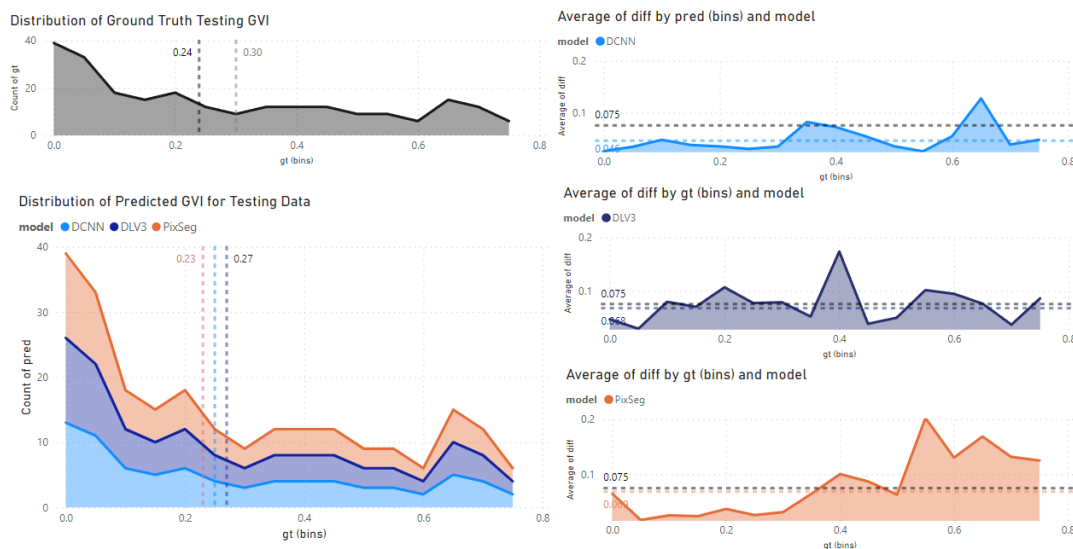 Distribution of Ground Truth Testing GVI
Count of gt
40
20
0
0.24
0.30
0.0
0.2
0.4
0.6
0.8
gt (bins)
Distribution of Predicted GVI for Testing Data
model DCNN DLV3 PixSeg
Count of pred
40
30
20
10
0
0.23
0.27
0.0
0.2
0.4
0.6
0.8
gt (bins)
Average of diff by pred (bins) and model
model DCNN
Average of diff
0.2
0.1
0.075
0.0
0.2
0.4
0.6
0.8
gt (bins)
Average of diff by gt (bins) and model
model DLV3
Average of diff
0.2
0.1
0.075
0.068
0.0
0.2
0.4
0.6
0.8
gt (bins)
Average of diff by gt (bins) and model
model PixSeg
Average of diff
0.2
0.1
0.075
0.0
0.2
0.4
0.6
0.8
gt (bins)